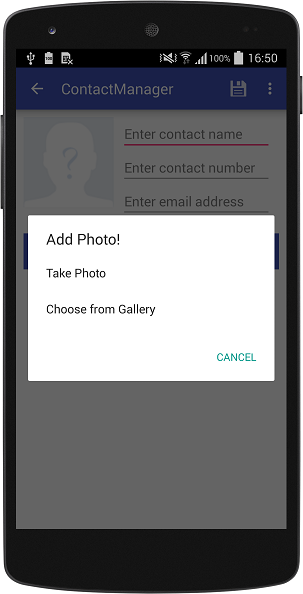 100% 16:50
ContactManager
Enter contact name
Enter contact number
Enter email address
Add Photo!
Take Photo
Choose from Gallery
CANCEL